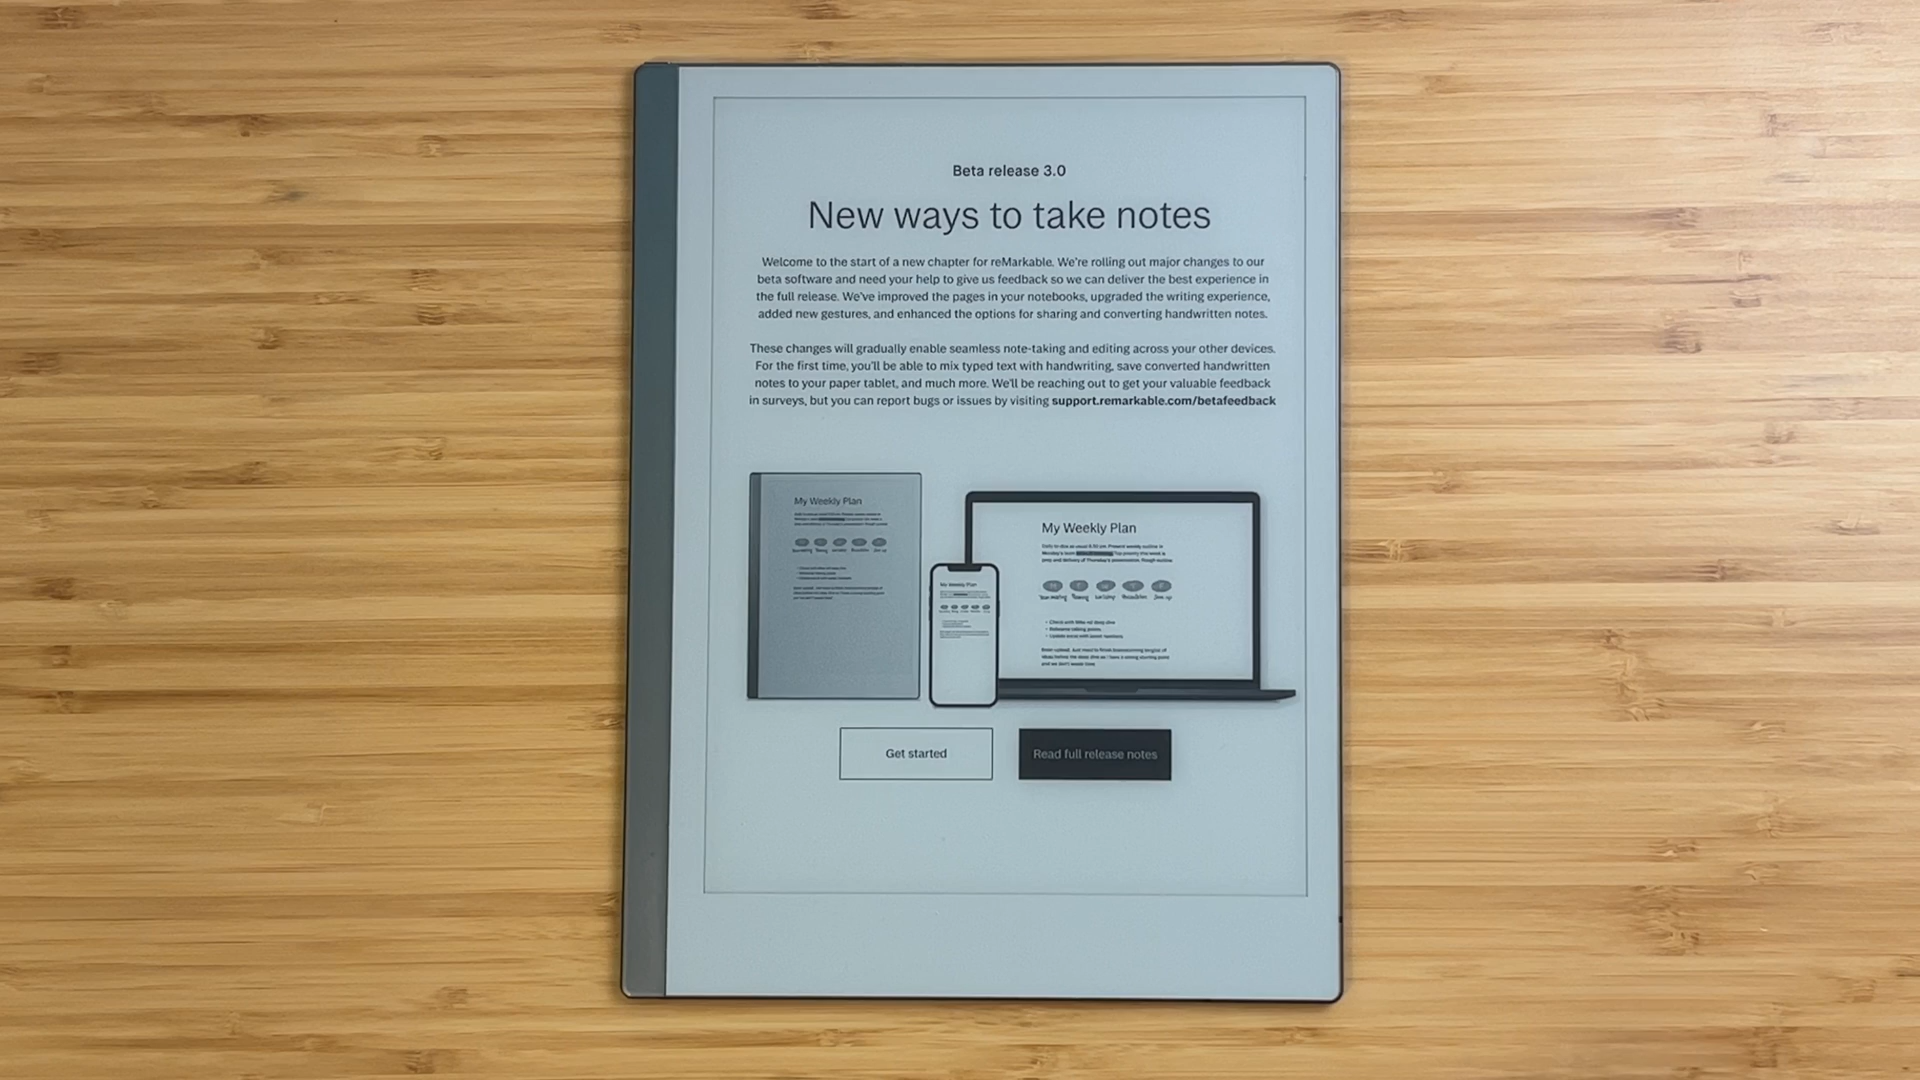 Beta release 3.0
New ways to take notes
Welcome to the start of a new chapter for reMarkable. We're rolling out major changes to our
beta software and need your help to give us feedback so we can deliver the best experience in
the full release. We've improved the pages in your notebooks, upgraded the writing experience,
added new gestures, and enhanced the options for sharing and converting handwritten notes.
These changes will gradually enable seamless note-taking and editing across your other devices.
For the first time, you'll be able to mix typed text with handwriting, save converted handwritten
notes to your paper tablet, and much more. We'll be reaching out to get your valuable feedback
in surveys, but you can report bugs or issues by visiting support.remarkable.com/betafeedback
My Weekly Plan
My Weekly Plan
My Weekly Plan
Get started
Read full release notes